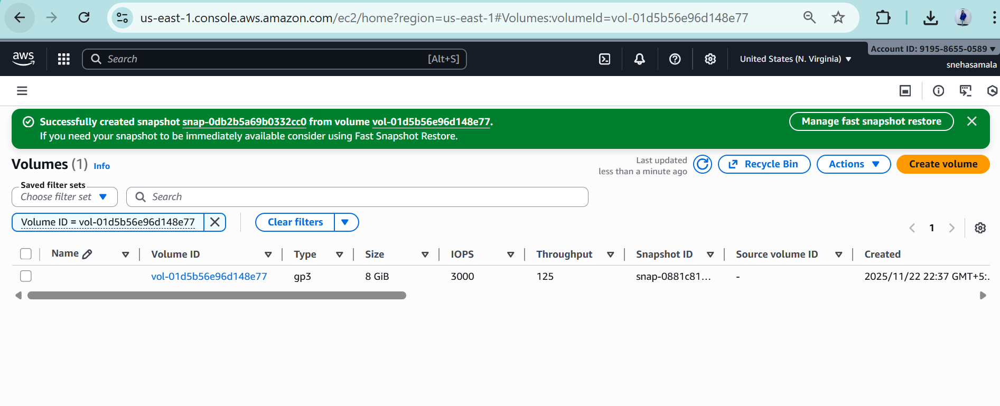 us-east-1.console.aws.amazon.com/ec2/home?region=us-east-1#Volumes:volumeId=vol-01d5b56e96d148e77
aws
Search [Alt+S]
United States (N. Virginia)
Account ID: 9195-8655-0589
snehasamala
Successfully created snapshot snap-0db2b5a69b0332cc0 from volume vol-01d5b56e96d148e77.
If you need your snapshot to be immediately available consider using Fast Snapshot Restore.
Manage fast snapshot restore
Volumes (1) Info
Last updated
less than a minute ago
Recycle Bin
Actions
Create volume
Saved filter sets
Choose filter set
Search
Volume ID = vol-01d5b56e96d148e77
Clear filters
1
Name Volume ID Type Size IOPS Throughput Snapshot ID Source volume ID Created
vol-01d5b56e96d148e77 gp3 8 GiB 3000 125 snap-0881c81... - 2025/11/22 22:37 GMT+5:.